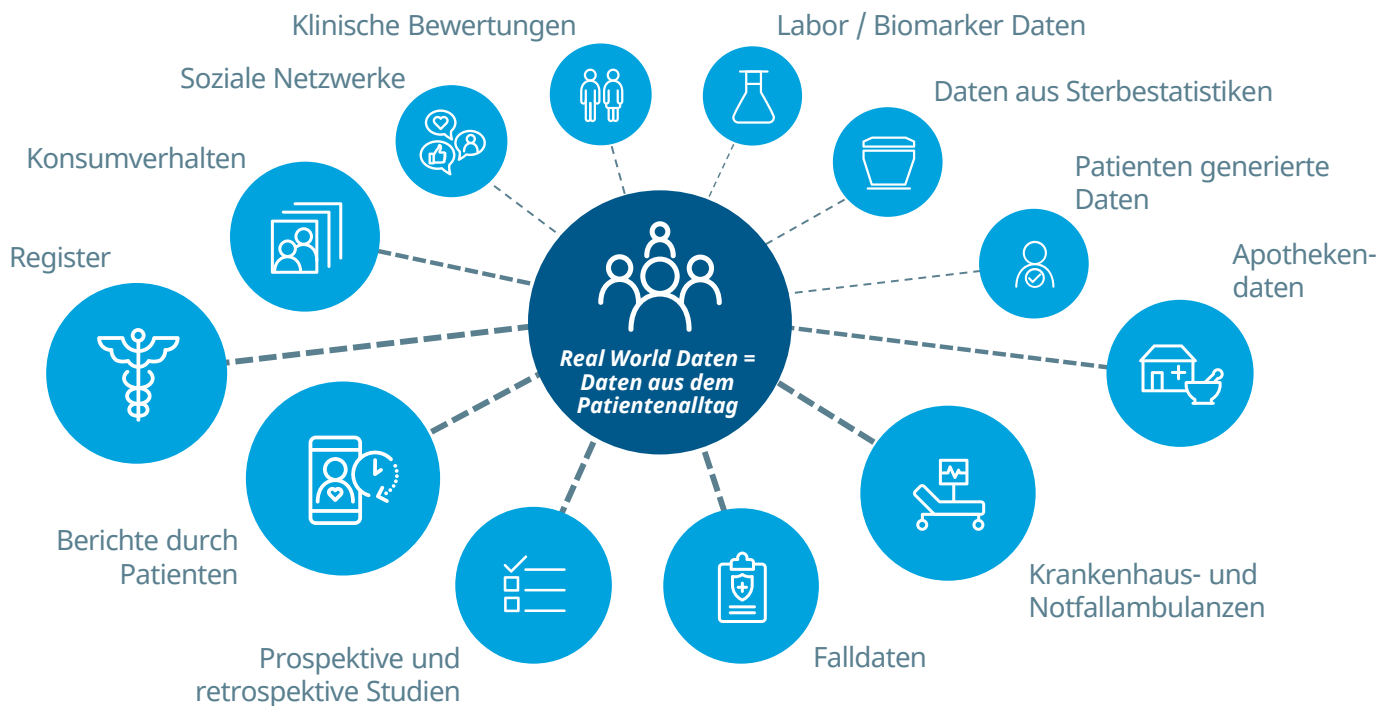 Klinische Bewertungen
Labor / Biomarker Daten
Soziale Netzwerke
Daten aus Sterbestatistiken
Konsumverhalten
Patienten generierte
Daten
Register
Apotheken-
daten
Real World Daten =
Daten aus dem
Patientenalltag
Berichte durch
Patienten
Krankenhaus- und
Notfallambulanzen
Prospektive und
retrospektive Studien
Falldaten